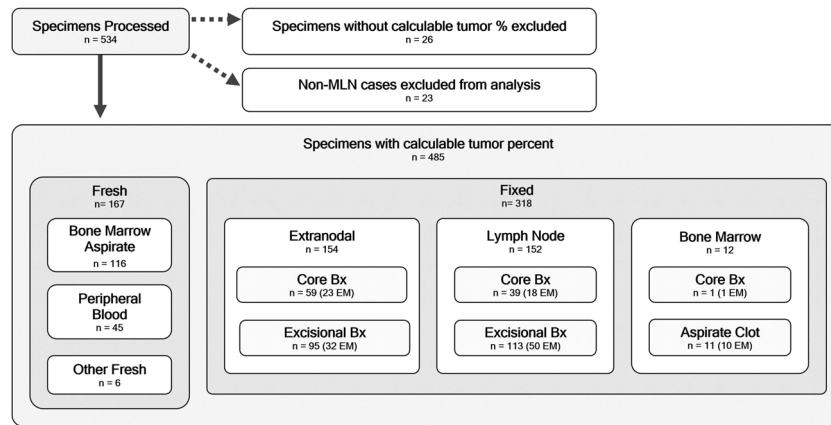 Specimens Processed
n = 534
Specimens without calculable tumor % excluded
n = 26
Non-MLN cases excluded from analysis
n = 23
Specimens with calculable tumor percent
n = 485
Fresh
n= 167
Bone Marrow
Aspirate
n = 116
Peripheral
Blood
n = 45
Other Fresh
n = 6
Fixed
n= 318
Extranodal
n = 154
Core Bx
n = 59 (23 EM)
Excisional Bx
n = 95 (32 EM)
Lymph Node
n = 152
Core Bx
n = 39 (18 EM)
Excisional Bx
n = 113 (50 EM)
Bone Marrow
n = 12
Core Bx
n = 1 (1 EM)
Aspirate Clot
n = 11 (10 EM)